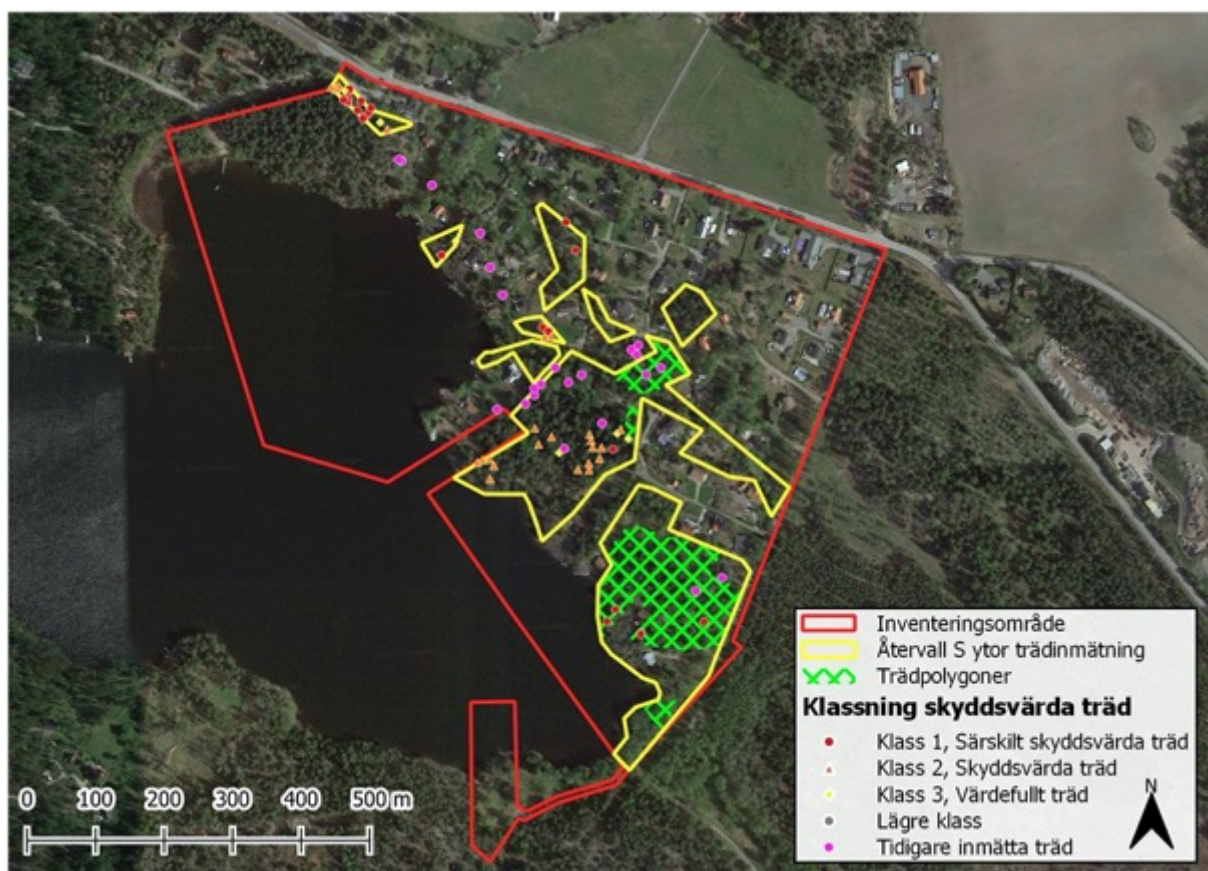 Inventeringsområde
Återvall S ytor trädinmätning
Trädpolygoner
Klassning skyddsvärda träd
Klass 1, Särskilt skyddsvärda träd
Klass 2, Skyddsvärda träd
Klass 3, Värdefullt träd
Lägre klass
Tidigare inmätta träd
N
0 100 200 300 400 500 m